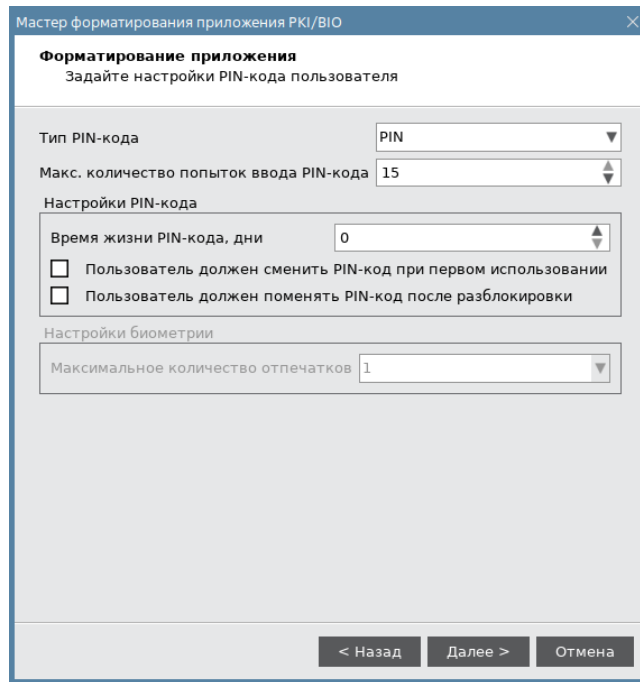 Мастер форматирования приложения PKI/BIO
Форматирование приложения
Задайте настройки PIN-кода пользователя
Тип PIN-кода PIN
Макс. количество попыток ввода PIN-кода 15
Настройки PIN-кода
Время жизни PIN-кода, дни 0
Пользователь должен сменить PIN-код при первом использовании
Пользователь должен поменять PIN-код после разблокировки
Настройки биометрии
Максимальное количество отпечатков 1
< Назад Далее > Отмена